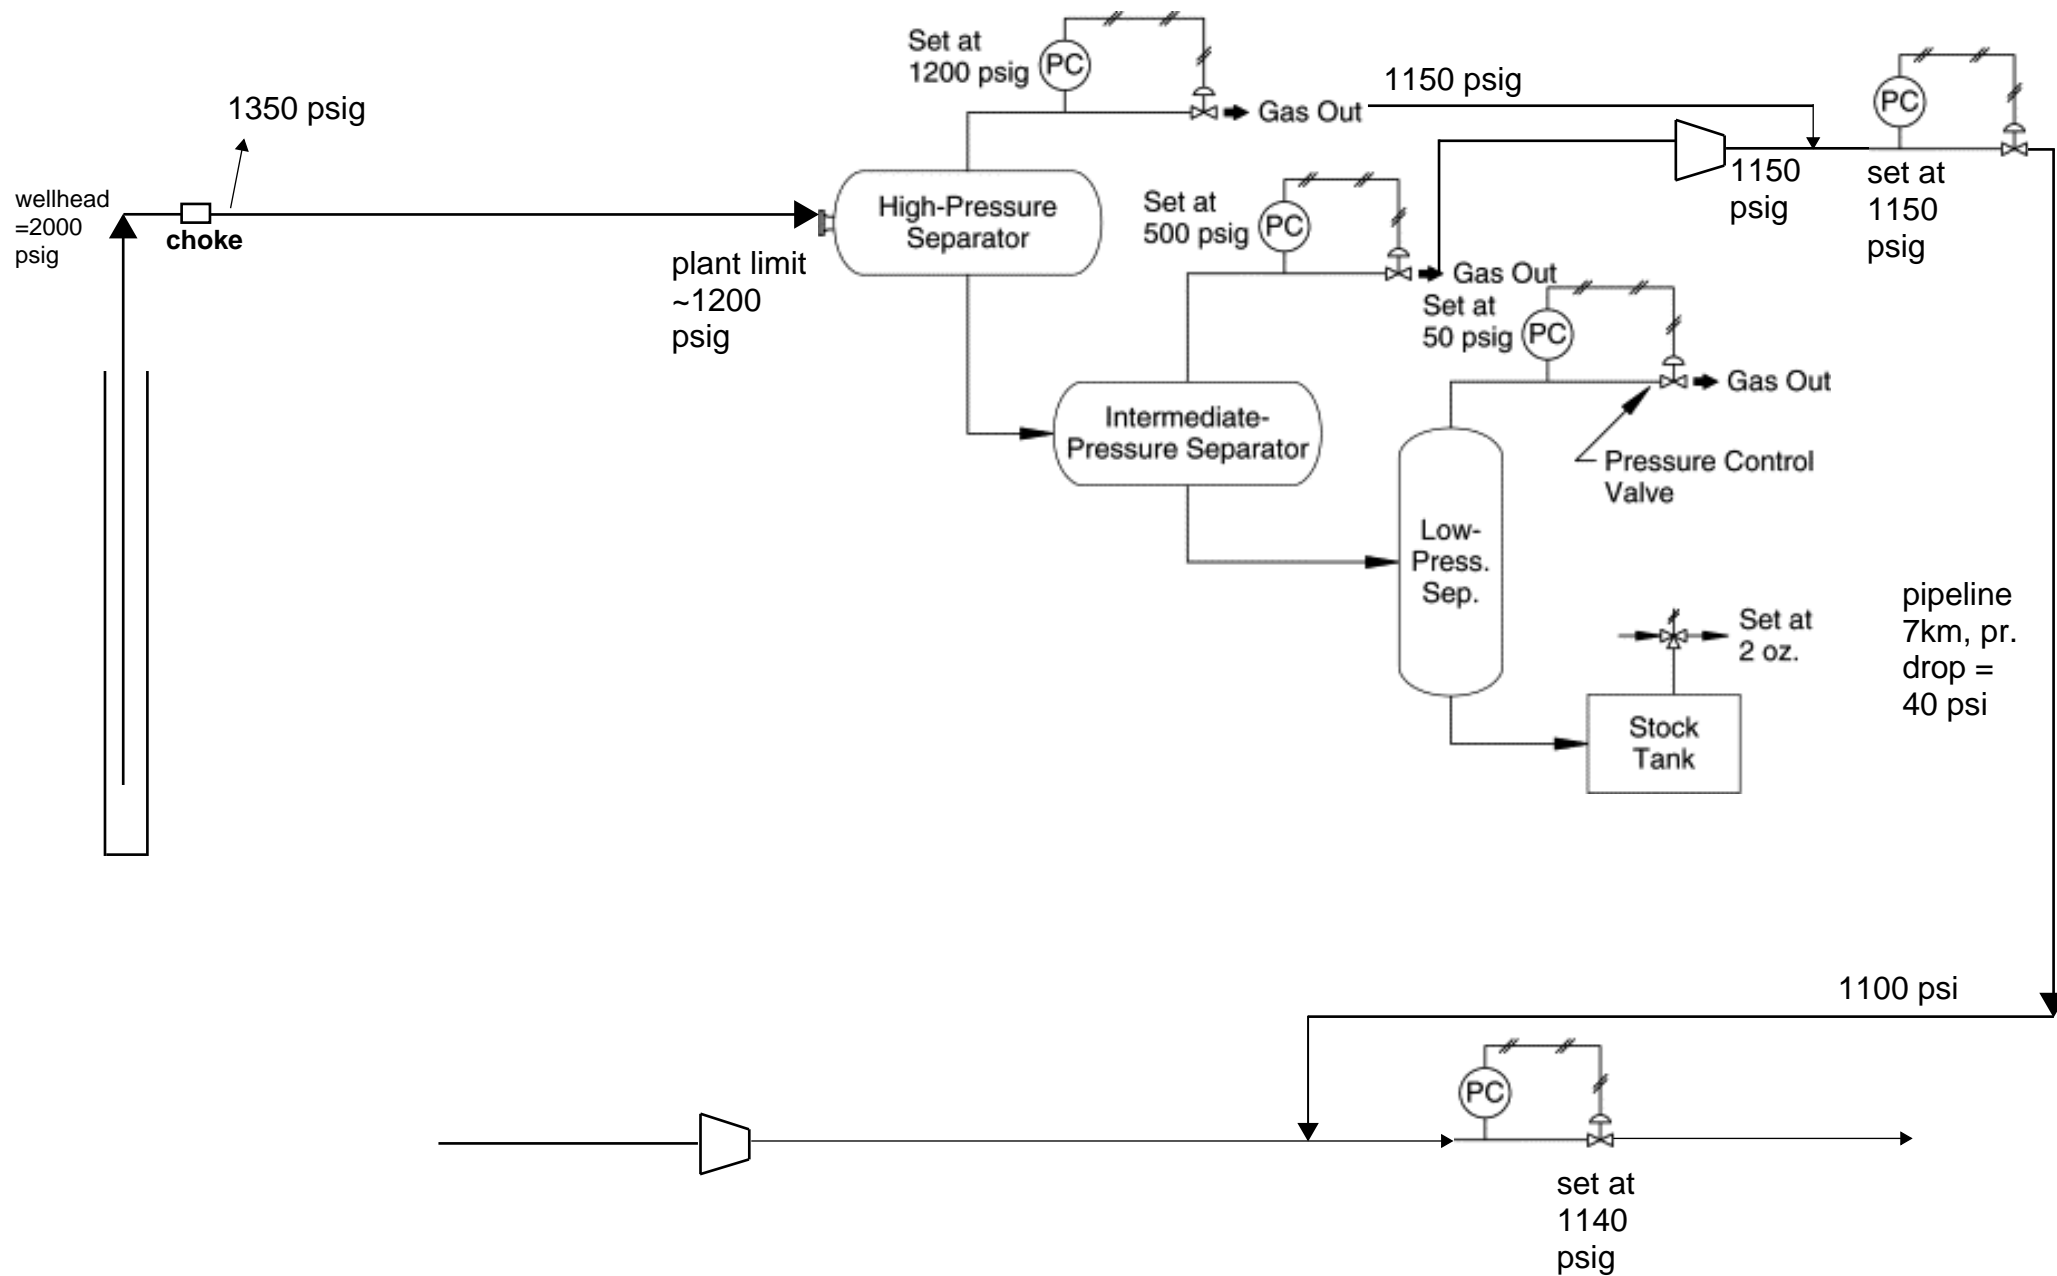 Set at
1200 psig
PC
1350 psig
1150 psig
Gas Out
PC
wellhead
=2000
psig
choke
High-Pressure
Separator
Set at
500 psig
PC
1150
psig
set at
1150
psig
plant limit
~1200
psig
Gas Out
Set at
50 psig
PC
Gas Out
Intermediate-
Pressure Separator
Pressure Control
Valve
Low-
Press.
Sep.
Set at
2 oz.
Stock
Tank
pipeline
7km, pr.
drop =
40 psi
1100 psi
PC
set at
1140
psig